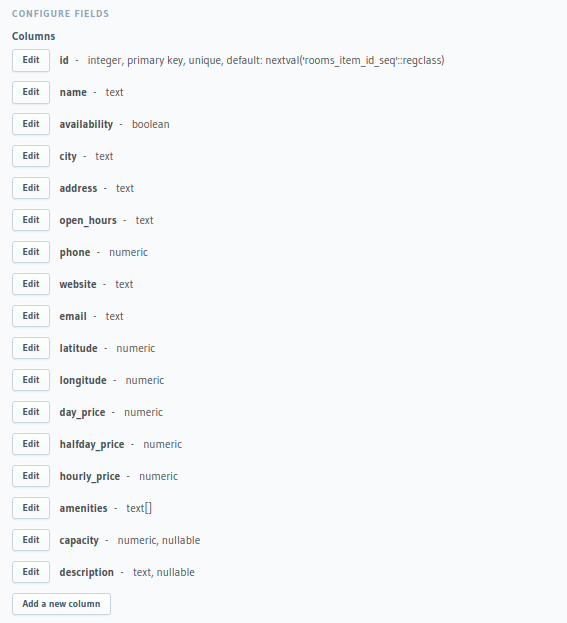 CONFIGURE FIELDS
Columns
Edit id - integer, primary key, unique, default: nextval('rooms_item_id_seq'::regclass)
Edit name - text
Edit availability - boolean
Edit city - text
Edit address - text
Edit open_hours - text
Edit phone - numeric
Edit website - text
Edit email - text
Edit latitude - numeric
Edit longitude - numeric
Edit day_price - numeric
Edit halfday_price - numeric
Edit hourly_price - numeric
Edit amenities - text[]
Edit capacity - numeric, nullable
Edit description - text, nullable
Add a new column